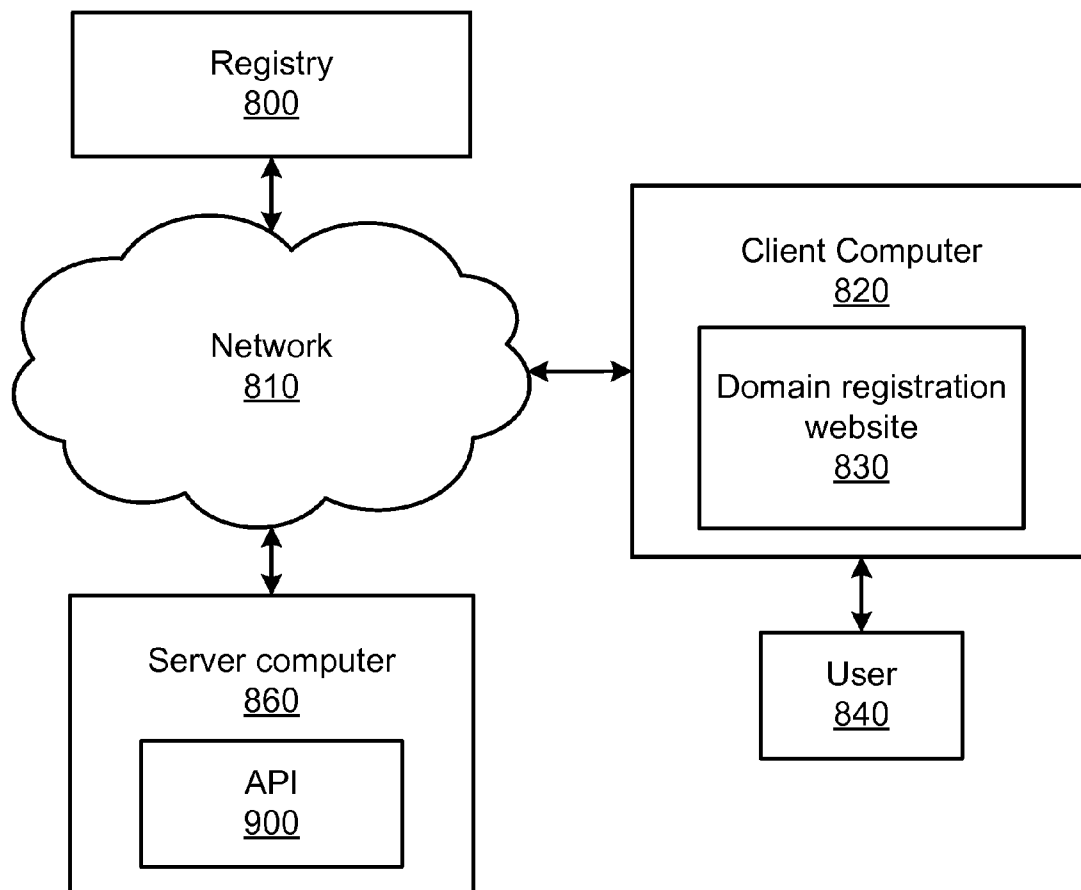 Registry
800
Client Computer
820
Network
810
Domain registration
website
830
Server computer
860
User
840
API
900